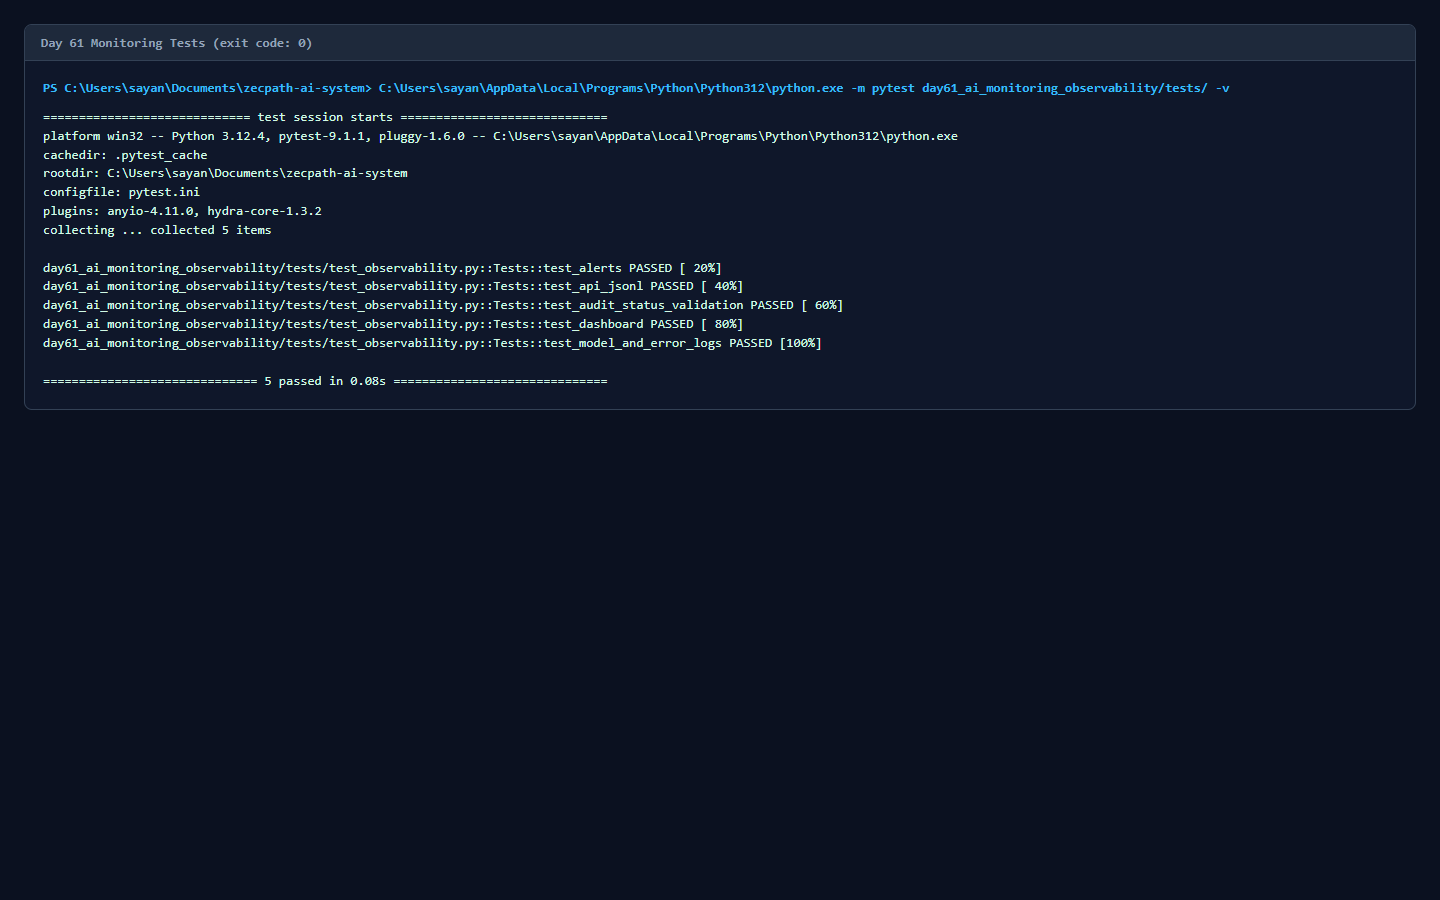 Day 61 Monitoring Tests (exit code: 0)
PS C:\Users\sayan\Documents\zecpath-ai-system> C:\Users\sayan\AppData\Local\Programs\Python\Python312\python.exe -m pytest day61_ai_monitoring_observability/tests/ -v
============================= test session starts =============================
platform win32 -- Python 3.12.4, pytest-9.1.1, pluggy-1.6.0 -- C:\Users\sayan\AppData\Local\Programs\Python\Python312\python.exe
cachedir: .pytest_cache
rootdir: C:\Users\sayan\Documents\zecpath-ai-system
configfile: pytest.ini
plugins: anyio-4.11.0, hydra-core-1.3.2
collecting ... collected 5 items
day61_ai_monitoring_observability/tests/test_observability.py::Tests::test_alerts PASSED [ 20%]
day61_ai_monitoring_observability/tests/test_observability.py::Tests::test_api_jsonl PASSED [ 40%]
day61_ai_monitoring_observability/tests/test_observability.py::Tests::test_audit_status_validation PASSED [ 60%]
day61_ai_monitoring_observability/tests/test_observability.py::Tests::test_dashboard PASSED [ 80%]
day61_ai_monitoring_observability/tests/test_observability.py::Tests::test_model_and_error_logs PASSED [100%]
============================== 5 passed in 0.08s ==============================